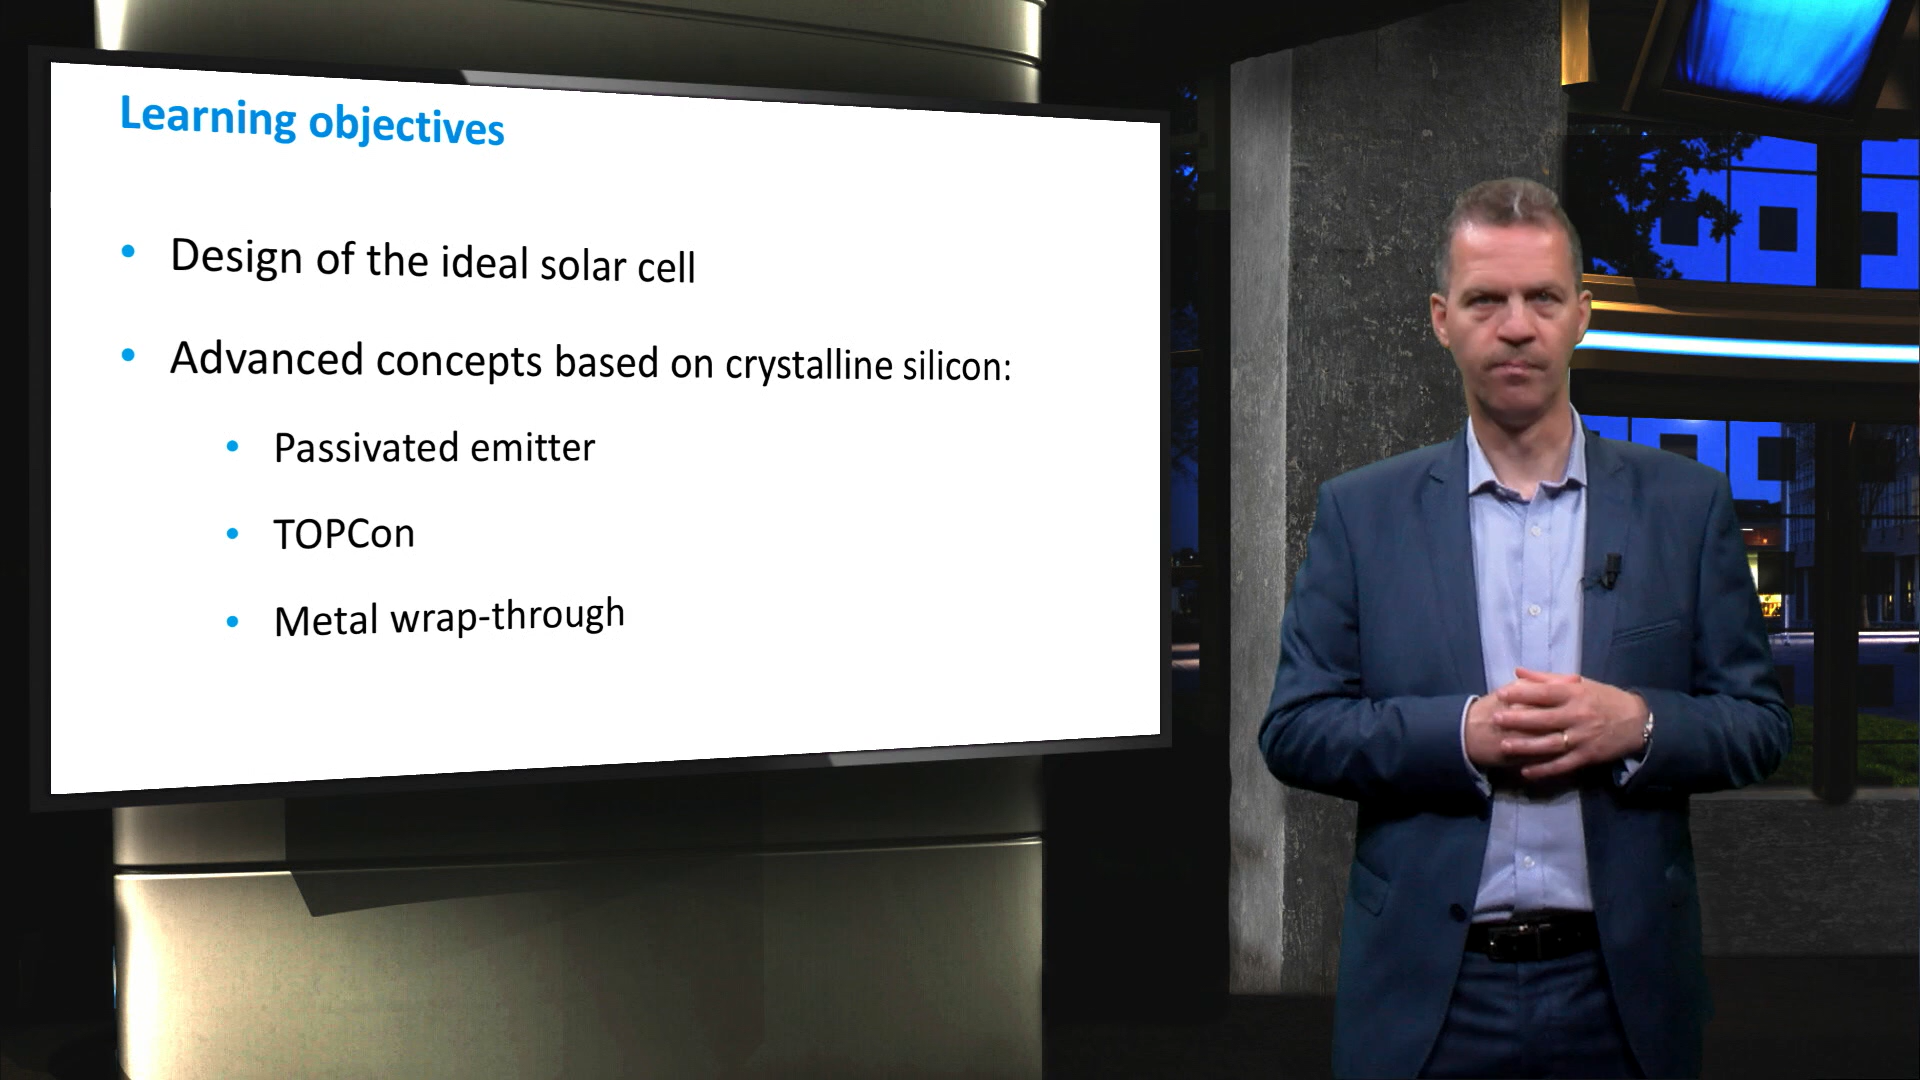 Learning objectives
• Design of the ideal solar cell
• Advanced concepts based on crystalline silicon:
• Passivated emitter
• TOPCon
• Metal wrap-through